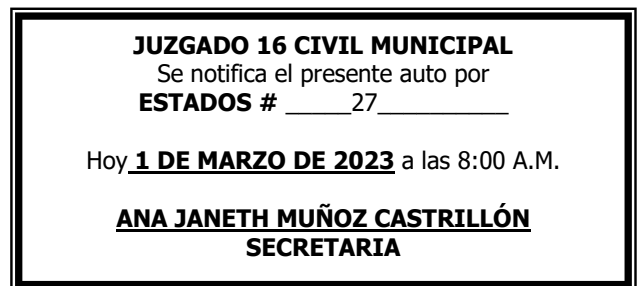 JUZGADO 16 CIVIL MUNICIPAL
Se notifica el presente auto por
ESTADOS # _____27__________
Hoy 1 DE MARZO DE 2023 a las 8:00 A.M.
ANA JANETH MUÑOZ CASTRILLÓN
SECRETARIA